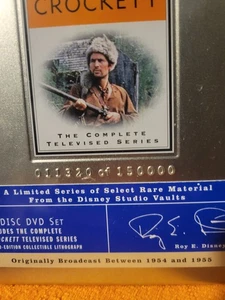 CROCKETT
THE COMPLETE
TELEVISED SERIES
011320 of 150000
A Limited Series of Select Rare Material
From the Disney Studio Vaults
DISC DVD SET
DES THE COMPLETE
CKETT TELEVISED SERIES
D-EDITION COLLECTIBLE LITHOGRAPH
Roy E. Disney
Originally Broadcast Between 1954 and 1955